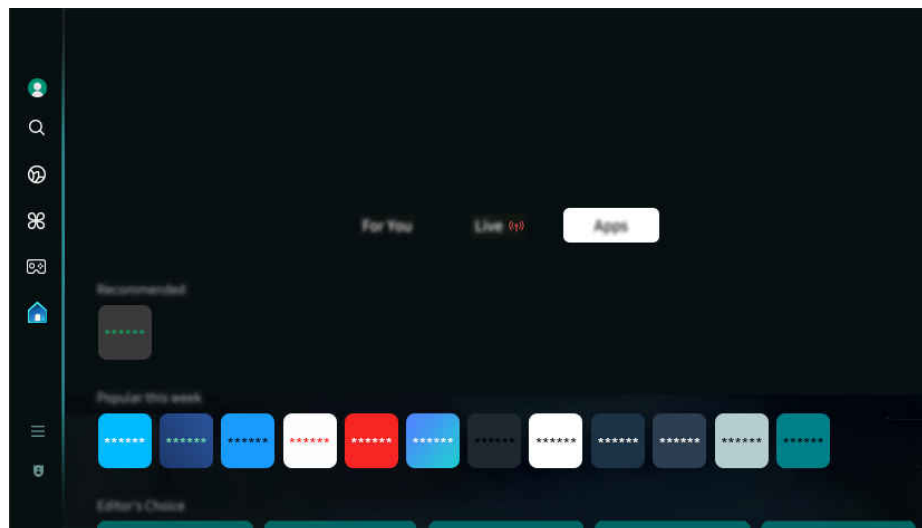 For You Live Apps
Recommended
******
Popular this week
****** ****** ****** ****** ****** ****** ****** ****** ****** ****** ****** ******
Editor's Choice